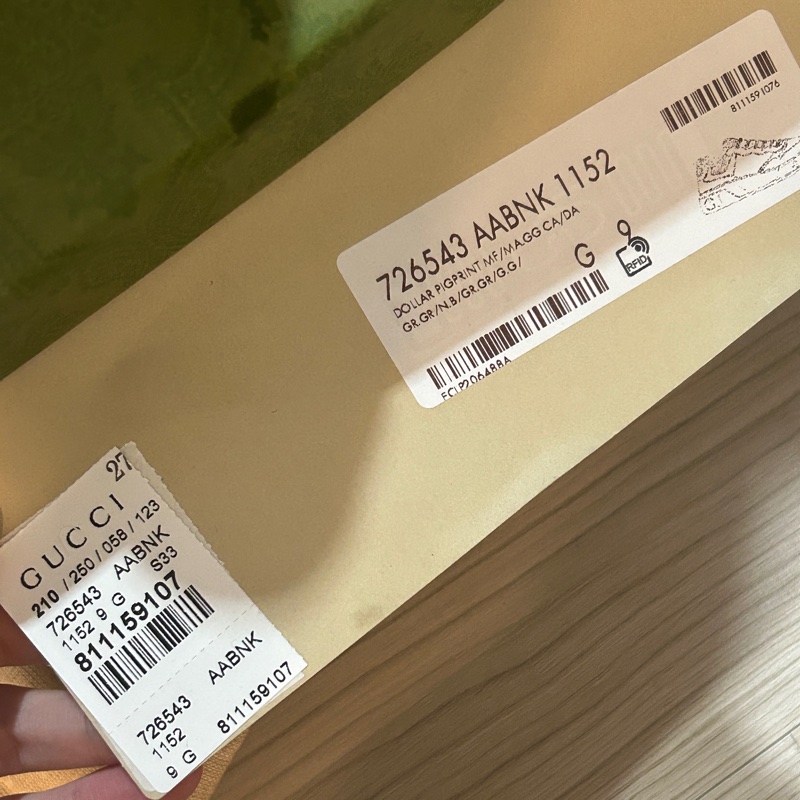 8111591076
726543 AABNK 1152
DOLLAR PIGPRINT MF/MA.GG CA/DA
GR.GR/N.B/GR.GR/G.G/
G 9
RFID
27
GUCCI
210 / 250 / 058 / 123
726543 AABNK
1152 9 G S33
811159107
726543 AABNK
1152
9 G 811159107